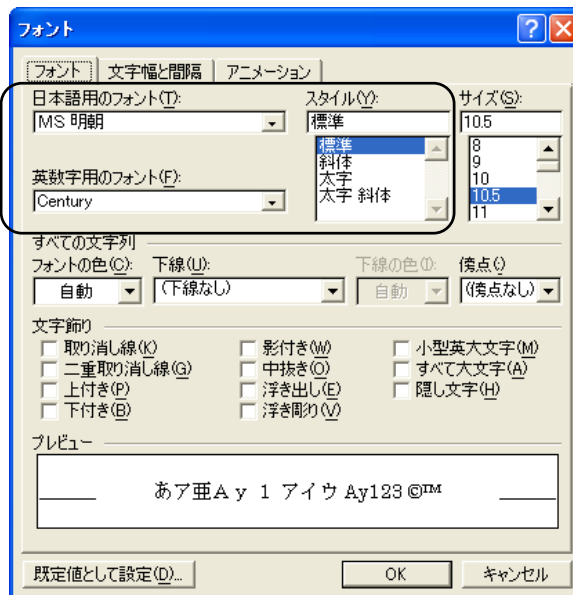 フォント
フォント 文字幅と間隔 アニメーション
日本語用のフォント(T): スタイル(Y): サイズ(S):
MS 明朝 標準 10.5
標準 8
斜体 9
太字 10
太字 斜体 10.5
11
英数字用のフォント(F):
Century
すべての文字列
フォントの色(C): 下線(U): 下線の色(I): 傍点(·)
自動 (下線なし) 自動 (傍点なし)
文字飾り
取り消し線(K) 影付き(W) 小型英大文字(M)
二重取り消し線(G) 中抜き(O) すべて大文字(A)
上付き(P) 浮き出し(E) 隠し文字(H)
下付き(B) 浮き彫り(V)
プレビュー
あア亜Ay 1 アイウ Ay123 ©™
既定値として設定(D)... OK キャンセル